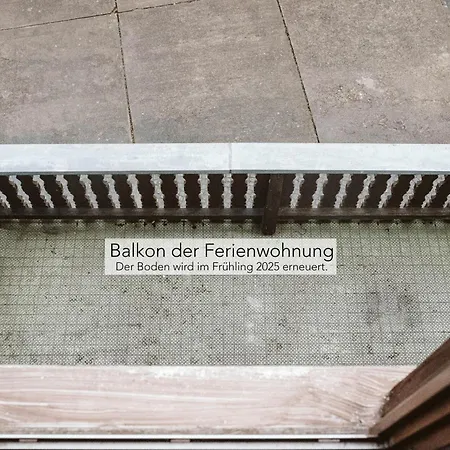 Balkon der Ferienwohnung
Der Boden wird im Frühling 2025 erneuert.